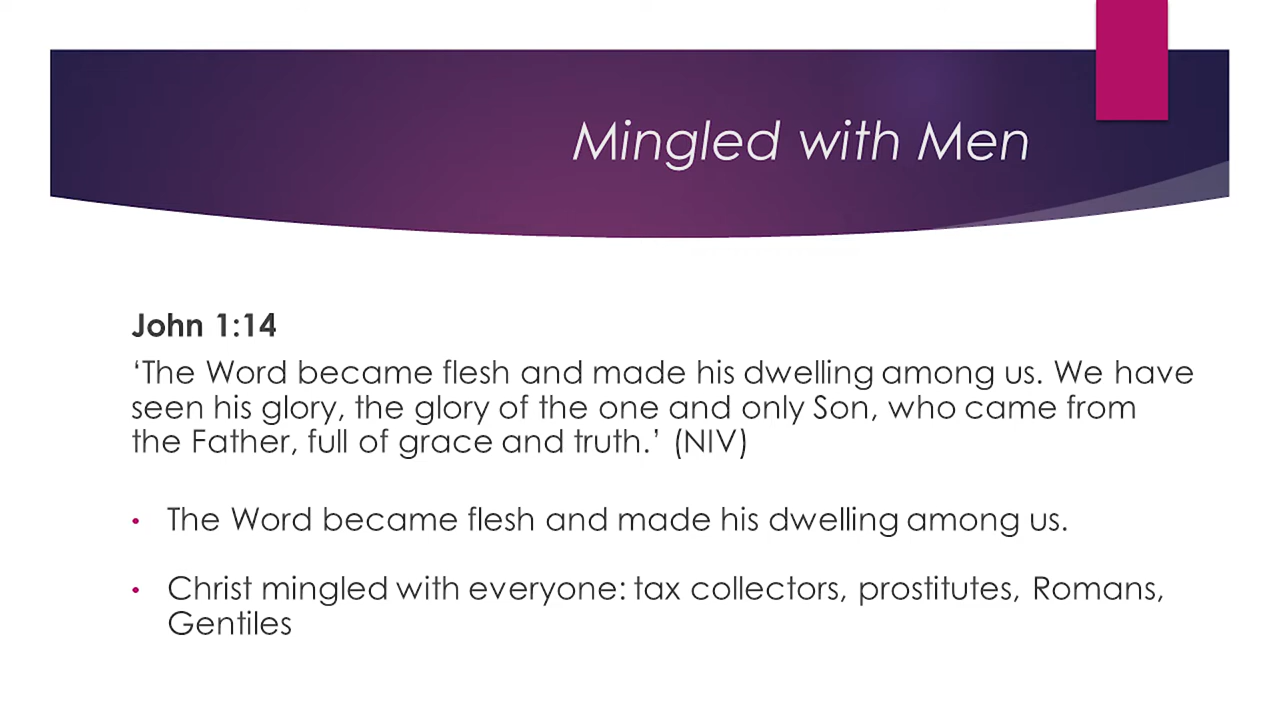 Mingled with Men
John 1:14
‘The Word became flesh and made his dwelling among us. We have
seen his glory, the glory of the one and only Son, who came from
the Father, full of grace and truth.’ (NIV)
• The Word became flesh and made his dwelling among us.
• Christ mingled with everyone: tax collectors, prostitutes, Romans,
Gentiles